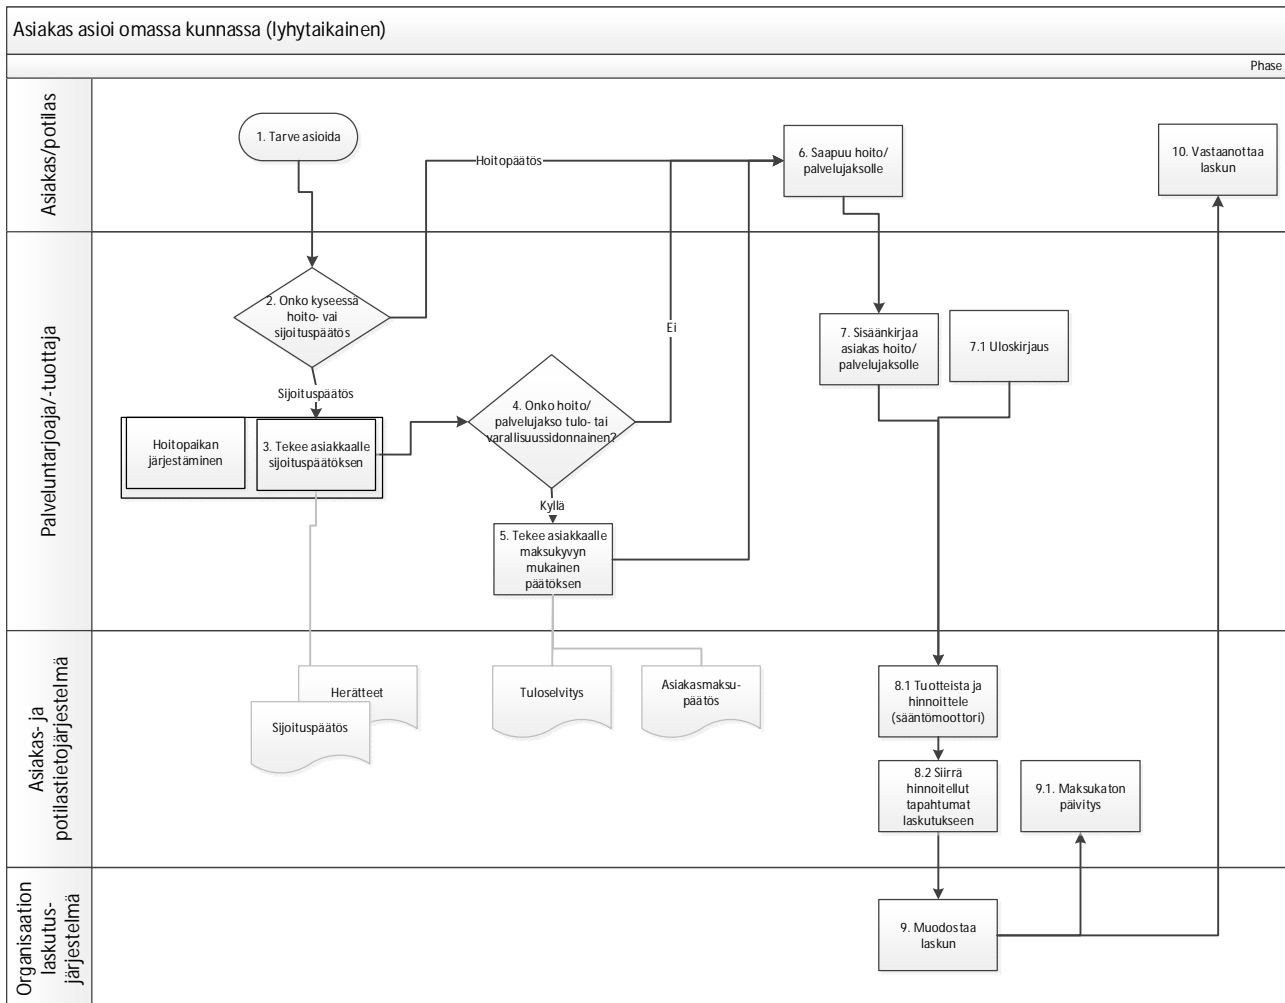 Asiakas asioi omassa kunnassa (lyhytaikainen)
Phase
Asiakas/potilas
1. Tarve asioida
Hoitopäätös
6. Saapuu hoito/
palvelujaksolle
10. Vastaanottaa
laskun
Palveluntarjoaja/-tuottaja
2. Onko kyseessä
hoito- vai
sijoituspäätös
Sijoituspäätös
Hoitopaikan
järjestäminen
3. Tekee asiakkaalle
sijoituspäätöksen
4. Onko hoito/
palvelujakso tulo- tai
varallisuussidonnainen?
Ei
Kyllä
5. Tekee asiakkaalle
maksukyvyn
mukainen
päätöksen
7. Sisäänkirjaa
asiakas hoito/
palvelujaksolle
7.1 Uloskirjaus
Asiakas- ja
potilastietojärjestelmä
Herätteet
Sijoituspäätös
Tuloselvitys
Asiakasmaksu-
päätös
8.1 Tuotteista ja
hinnoittele
(sääntömoottori)
8.2 Siirrä
hinnoitellut
tapahtumat
laskutukseen
9.1. Maksukaton
päivitys
Organisaation
laskutus-
järjestelmä
9. Muodostaa
laskun